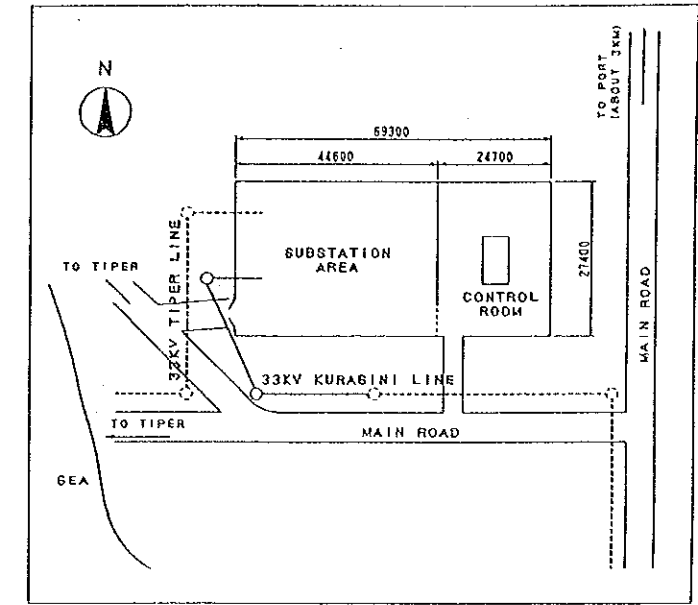 N
TO PORT
(ABOUT 3KM)
69300
44600
24700
SUBSTATION
AREA
27400
33KV TIPER LINE
TO TIPER
CONTROL
ROOM
MAIN ROAD
33KV KURASINI LINE
TO TIPER
MAIN ROAD
SEA